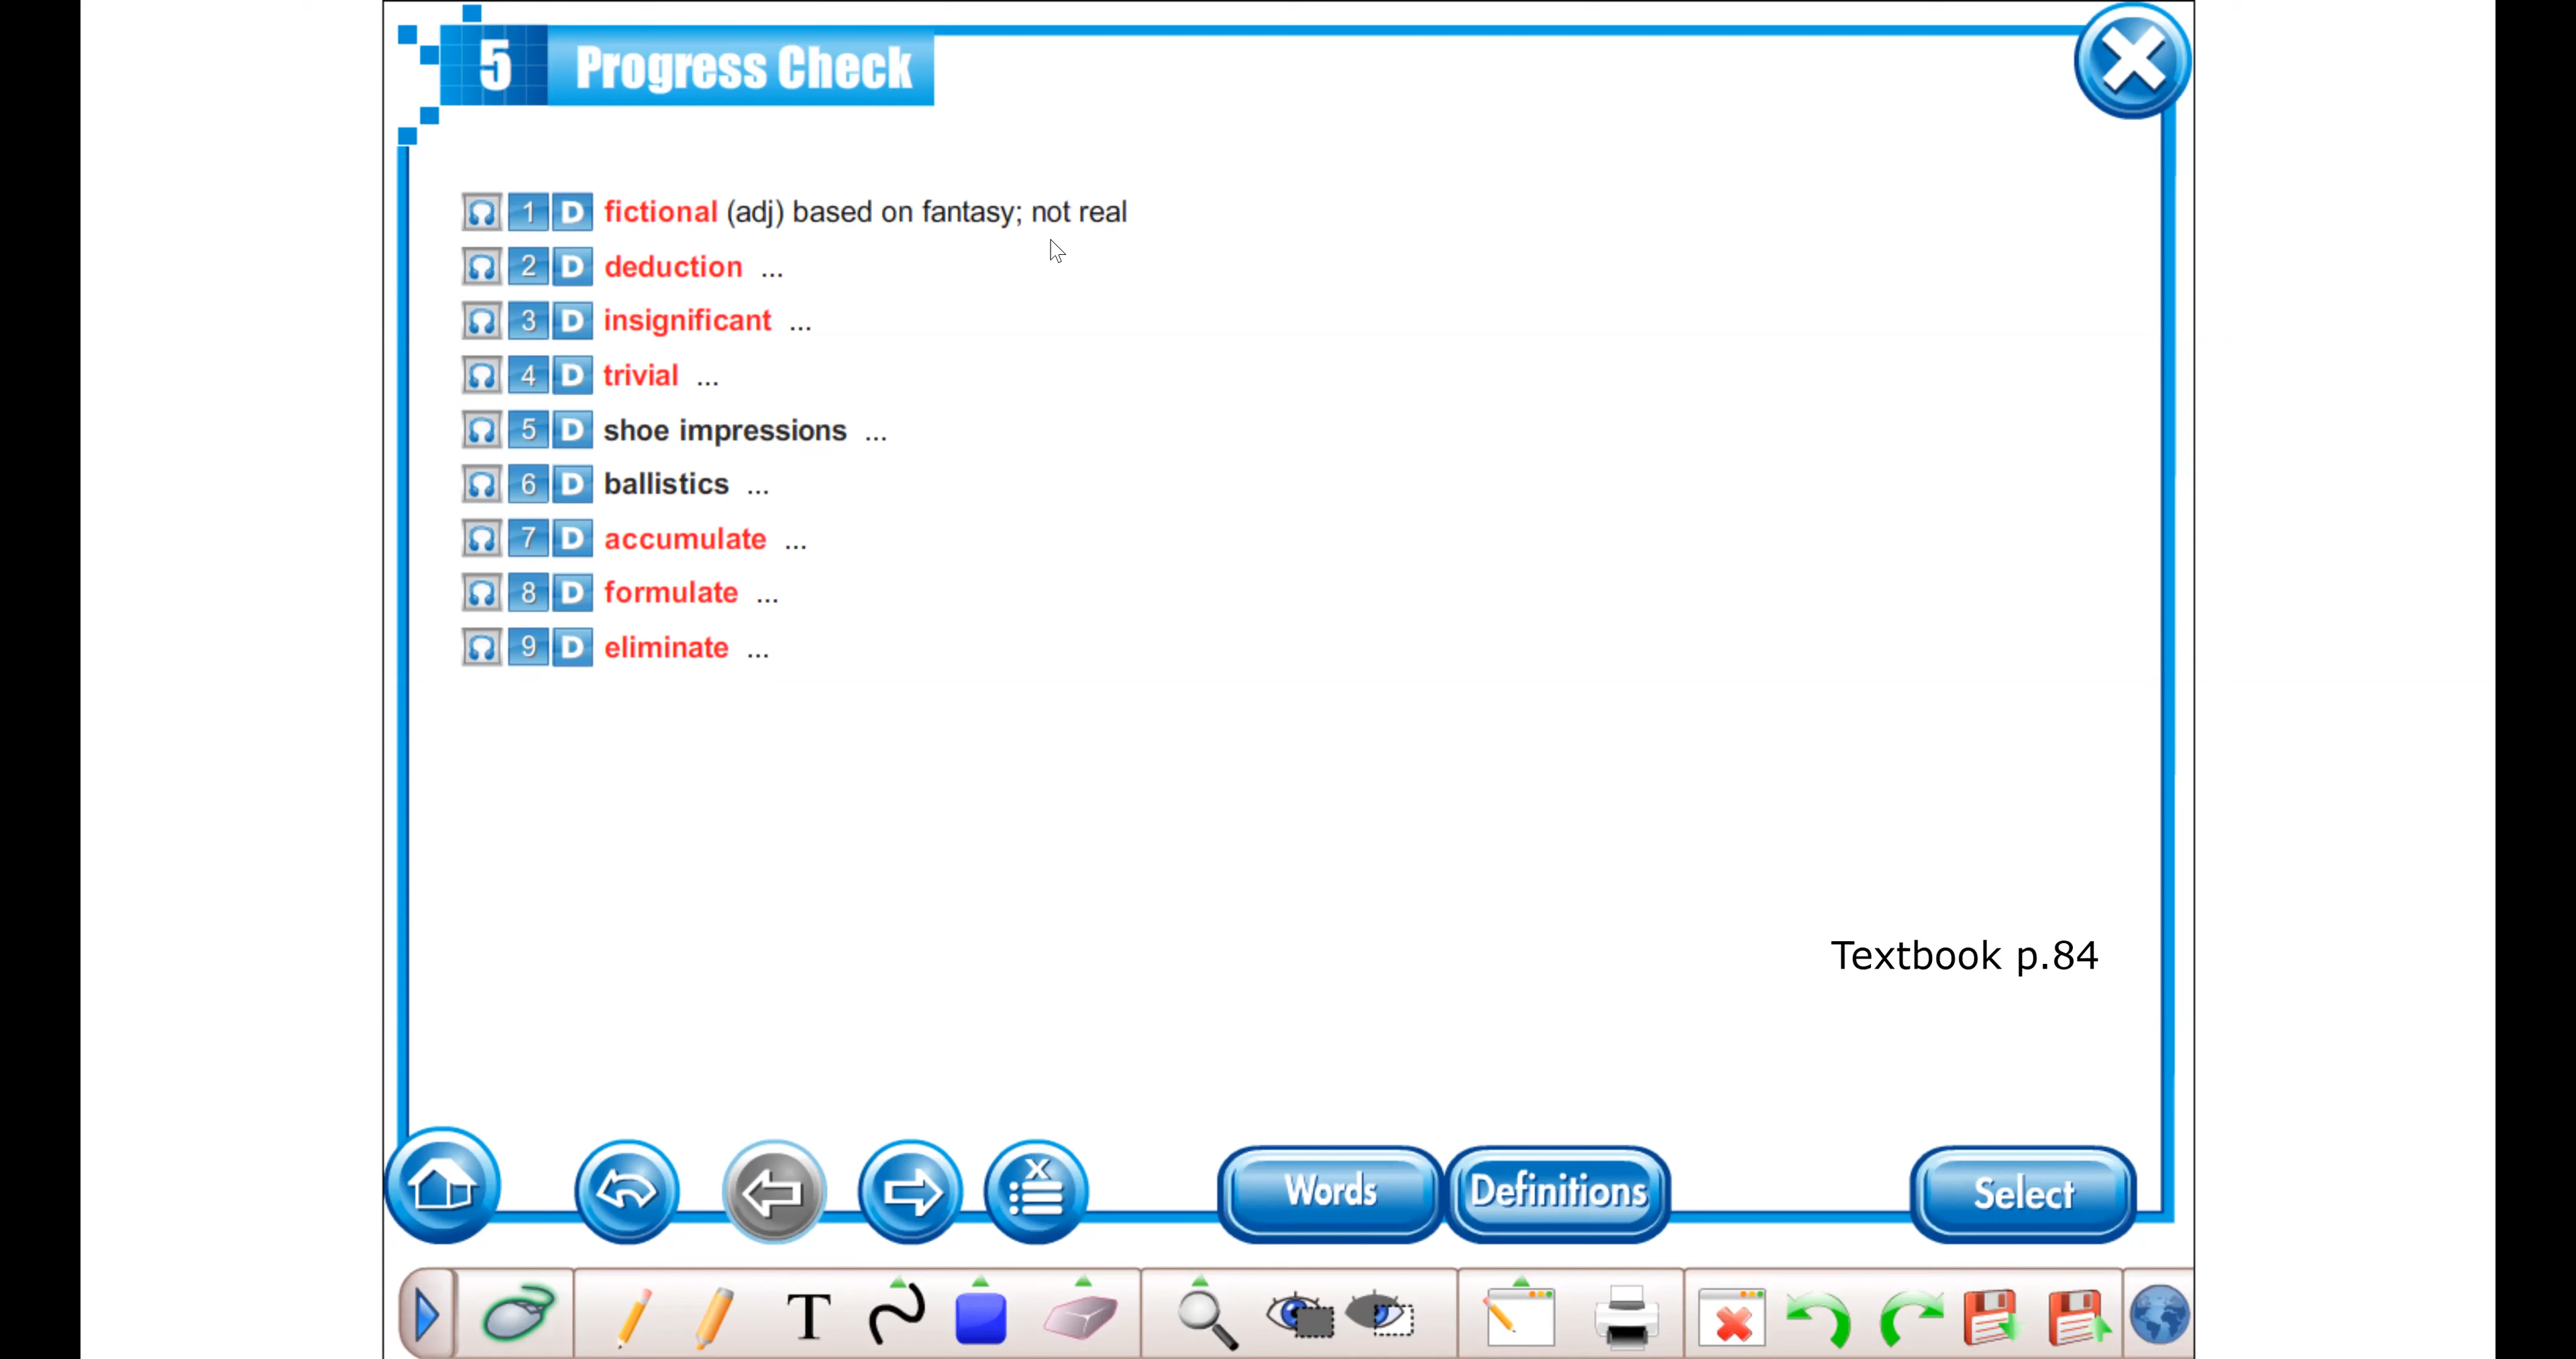 5 Progress Check
1 D fictional (adj) based on fantasy; not real
2 D deduction ...
3 D insignificant ...
4 D trivial ...
5 D shoe impressions ...
6 D ballistics ...
7 D accumulate ...
8 D formulate ...
9 D eliminate ...
Textbook p.84
Words Definitions Select
T